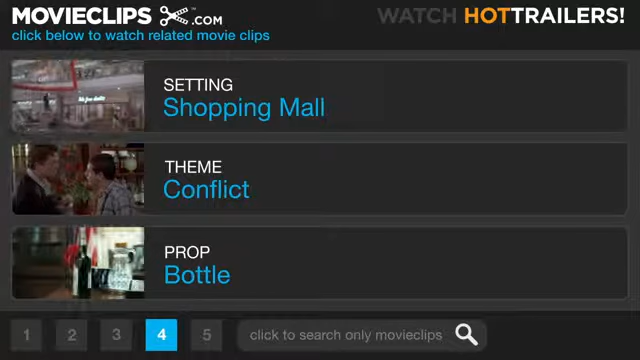 MOVIECLIPS .COM
WATCH HOTTRAILERS!
click below to watch related movie clips
SETTING
Shopping Mall
THEME
Conflict
PROP
Bottle
1 2 3 4 5 click to search only movieclips